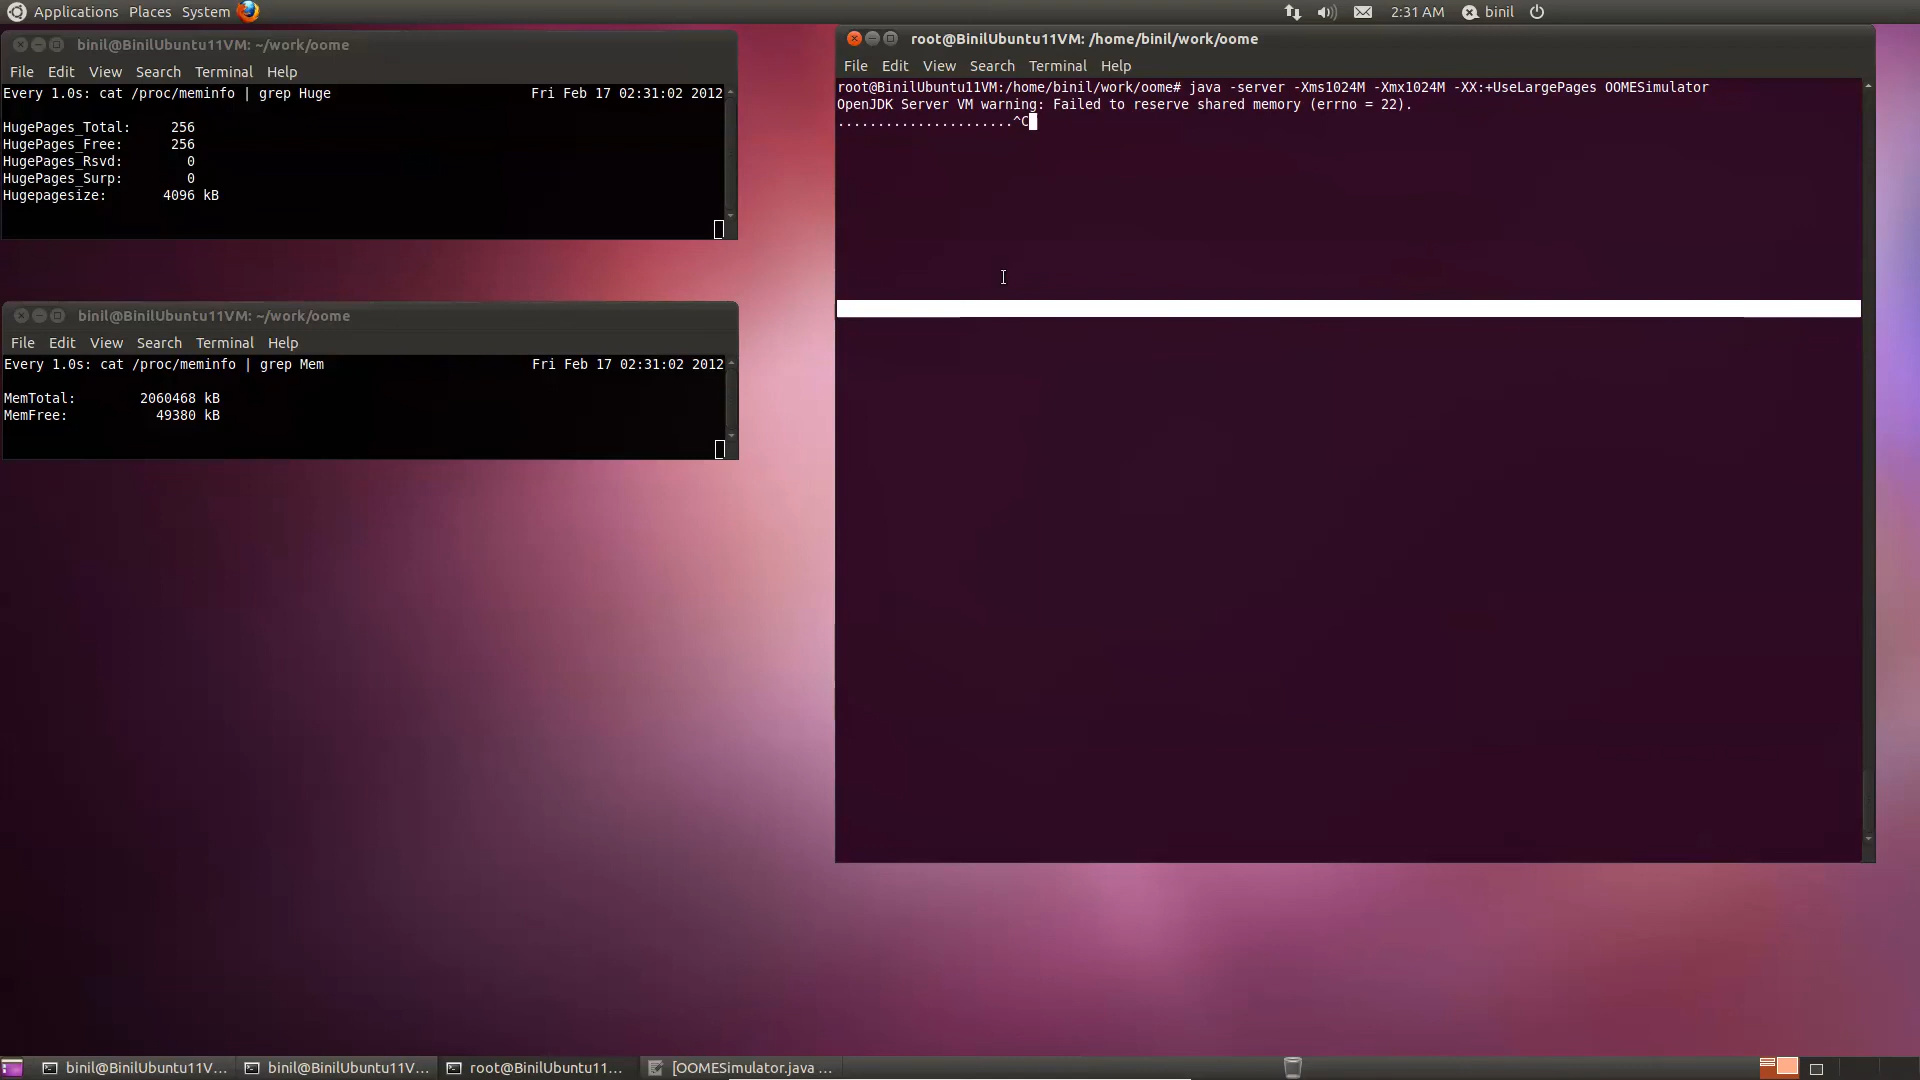 Applications Places System 2:31 AM binil
binil@BinilUbuntu11VM: ~/work/oome
File Edit View Search Terminal Help
Every 1.0s: cat /proc/meminfo | grep Huge Fri Feb 17 02:31:02 2012
HugePages_Total: 256
HugePages_Free: 256
HugePages_Rsvd: 0
HugePages_Surp: 0
Hugepagesize: 4096 kB
binil@BinilUbuntu11VM: ~/work/oome
File Edit View Search Terminal Help
Every 1.0s: cat /proc/meminfo | grep Mem Fri Feb 17 02:31:02 2012
MemTotal: 2060468 kB
MemFree: 49380 kB
root@BinilUbuntu11VM: /home/binil/work/oome
File Edit View Search Terminal Help
root@BinilUbuntu11VM:/home/binil/work/oome# java -server -Xms1024M -Xmx1024M -XX:+UseLargePages OOMESimulator
OpenJDK Server VM warning: Failed to reserve shared memory (errno = 22).
......................^C
binil@BinilUbuntu11V... binil@BinilUbuntu11V... root@BinilUbuntu11... [OOMESimulator.java ...